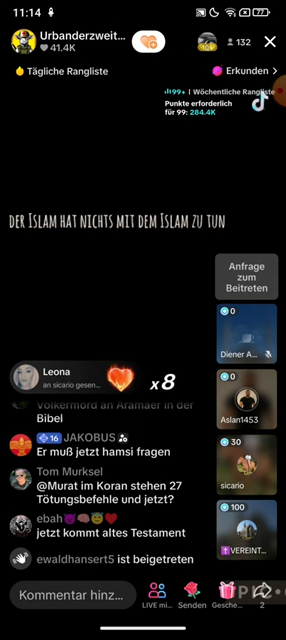 11:14
77
Urbanderzweit...
41.4K
132
Tägliche Rangliste
Erkunden >
99+ | Wöchentliche Rangliste
Punkte erforderlich
für 99: 284.4K
DER ISLAM HAT NICHTS MIT DEM ISLAM ZU TUN
Anfrage
zum
Beitreten
0
Diener A...
0
Aslan1453
30
sicario
100
VEREINT...
Leona
an sicario gesen...
x8
Völkermord an Aramäer in der
Bibel
16 JAKOBUS
Er muß jetzt hamsi fragen
Tom Murksel
@Murat im Koran stehen 27
Tötungsbefehle und jetzt?
ebah
jetzt kommt altes Testament
ewaldhansert5 ist beigetreten
Kommentar hinz...
LIVE mi...
Senden
Gesche...
2